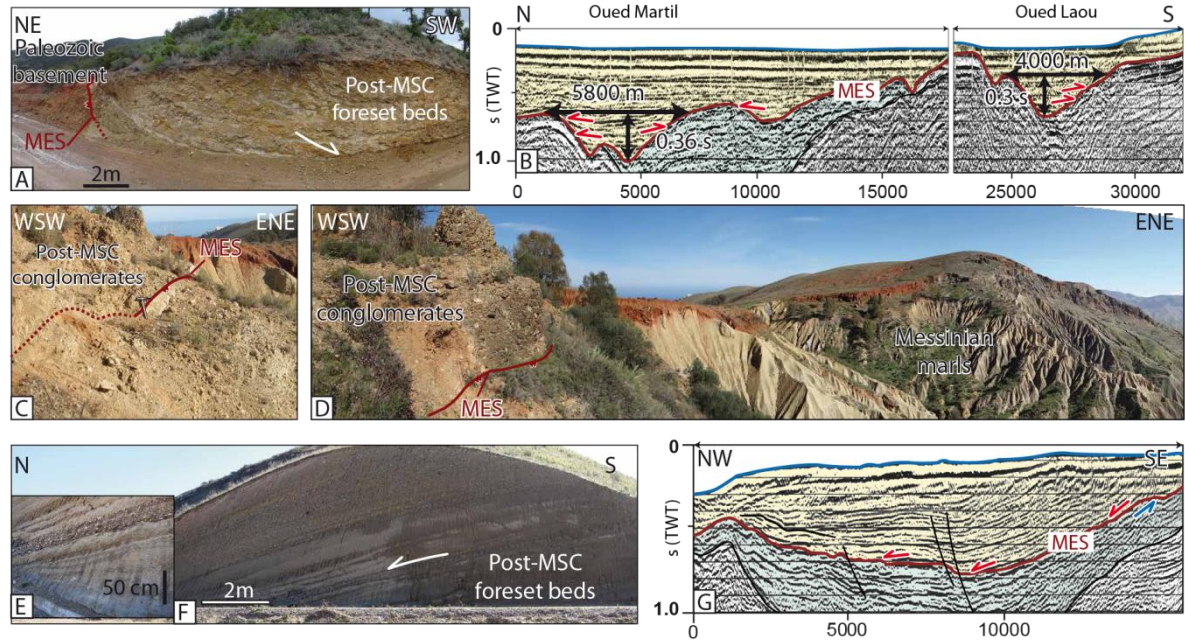 NE
SW
Paleozoic
basement
Post-MSC
foreset beds
MES
A
2m
N
Oued Martil
Oued Laou
S
0
s (TWT)
1.0
5800 m
0.36 s
MES
4000 m
0.3 s
B
0
5000
10000
15000
25000
30000
WSW
ENE
MES
Post-MSC
conglomerates
C
WSW
ENE
Post-MSC
conglomerates
Messinian
marls
MES
D
N
50 cm
E
S
Post-MSC
foreset beds
2m
F
0
NW
SE
s (TWT)
MES
1.0
G
0
5000
10000